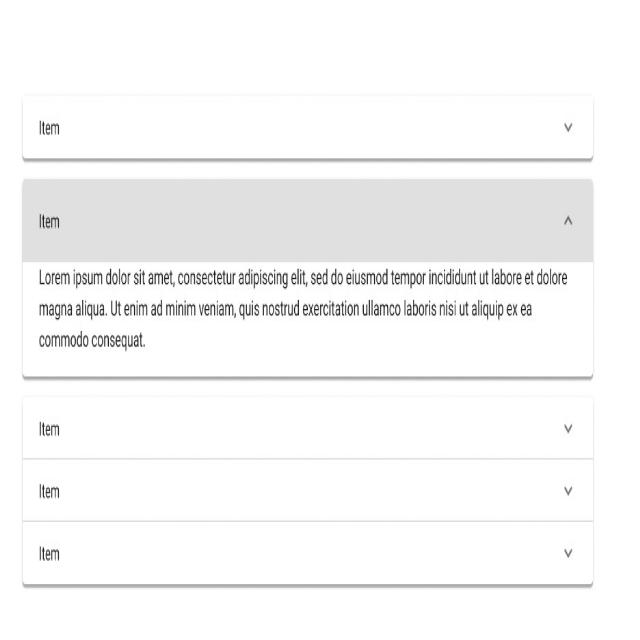 Item
Item
Lorem ipsum dolor sit amet, consectetur adipiscing elit, sed do eiusmod tempor incididunt ut labore et dolore
magna aliqua. Ut enim ad minim veniam, quis nostrud exercitation ullamco laboris nisi ut aliquip ex ea
commodo consequat.
Item
Item
Item